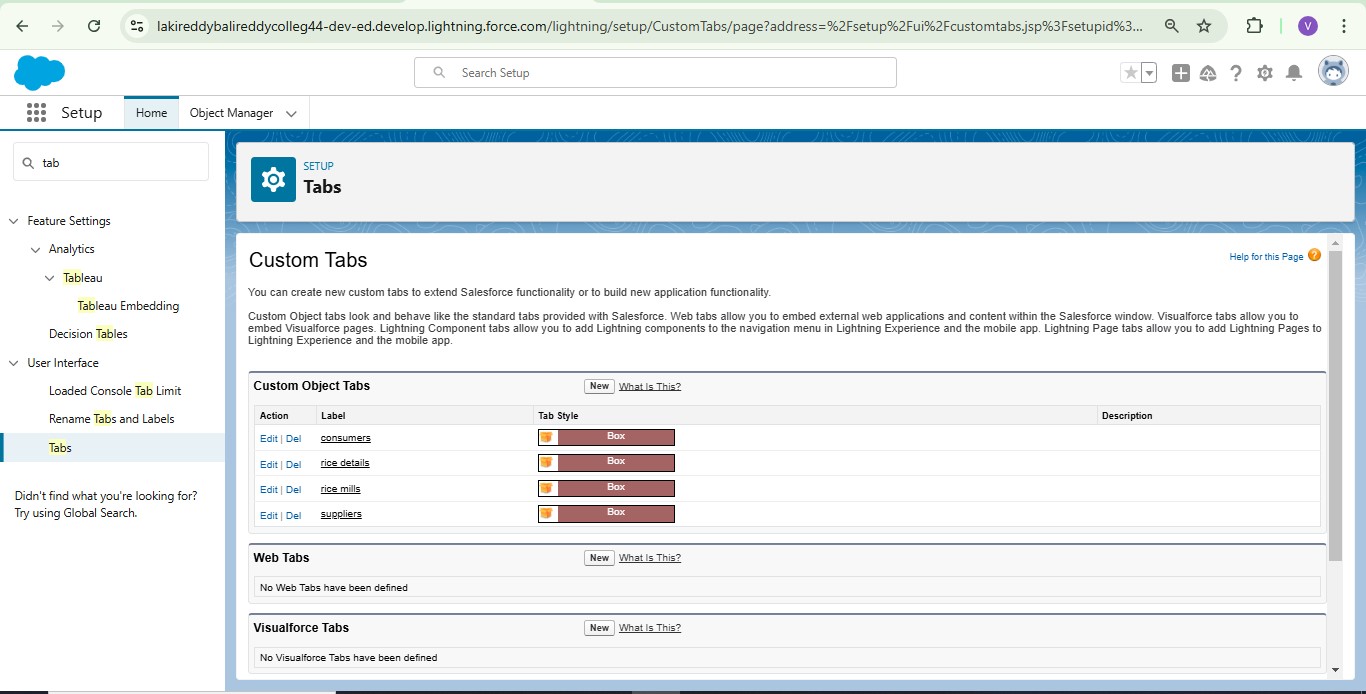 lakireddybalireddycolleg44-dev-ed.develop.lightning.force.com/lightning/setup/CustomTabs/page?address=%2Fsetup%2Fui%2Fcustomtabs.jsp%3Fsetupid%3...
V
Search Setup
Setup
Home
Object Manager
tab
Feature Settings
Analytics
Tableau
Tableau Embedding
Decision Tables
User Interface
Loaded Console Tab Limit
Rename Tabs and Labels
Tabs
Didn't find what you're looking for?
Try using Global Search.
SETUP
Tabs
Custom Tabs
Help for this Page
You can create new custom tabs to extend Salesforce functionality or to build new application functionality.
Custom Object tabs look and behave like the standard tabs provided with Salesforce. Web tabs allow you to embed external web applications and content within the Salesforce window. Visualforce tabs allow you to
embed Visualforce pages. Lightning Component tabs allow you to add Lightning components to the navigation menu in Lightning Experience and the mobile app. Lightning Page tabs allow you to add Lightning Pages to
Lightning Experience and the mobile app.
Custom Object Tabs New What Is This?
Action Label Tab Style Description
Edit | Del consumers Box
Edit | Del rice details Box
Edit | Del rice mills Box
Edit | Del suppliers Box
Web Tabs New What Is This?
No Web Tabs have been defined
Visualforce Tabs New What Is This?
No Visualforce Tabs have been defined